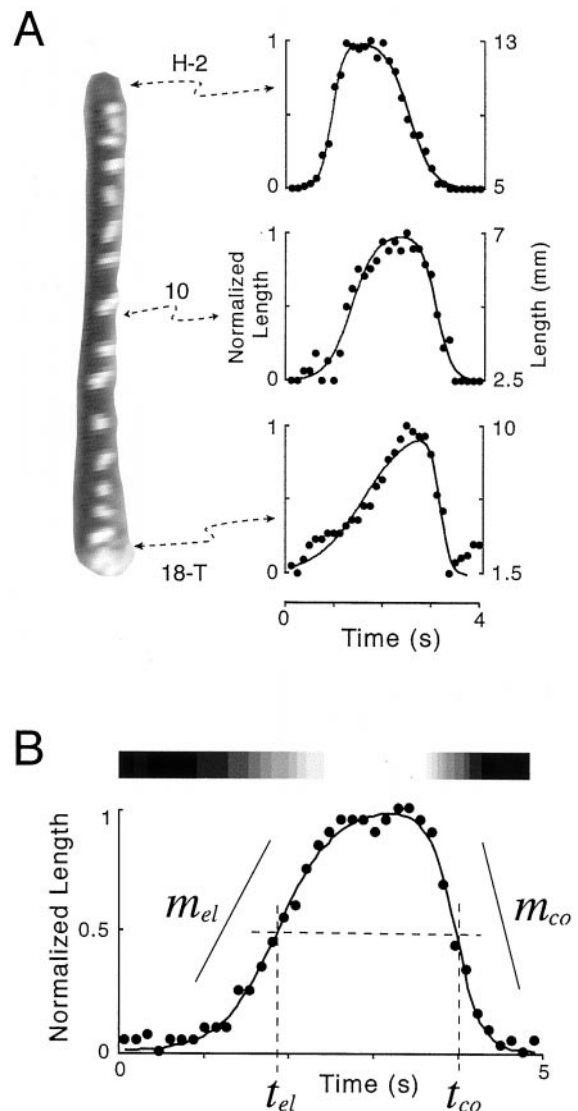 A
H-2
10
18-T
1
0
13
5
1
0
Normalized
Length
7
2.5
Length (mm)
1
0
10
1.5
0
4
Time (s)
B
Normalized Length
1
0.5
0
m_el
m_co
0
5
t_el
Time (s)
t_co